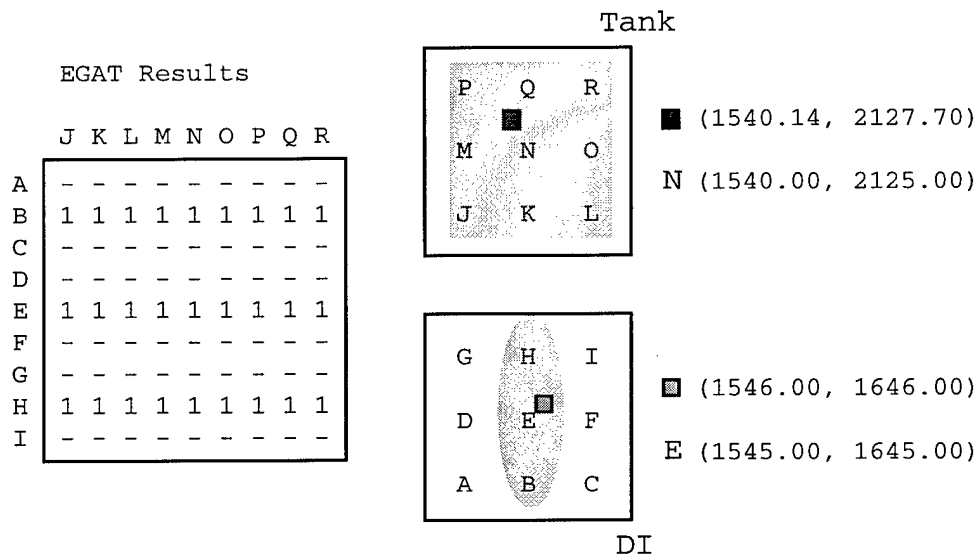 EGAT Results
J K L M N O P Q R
A - - - - - - - - -
B 1 1 1 1 1 1 1 1 1
C - - - - - - - - -
D - - - - - - - - -
E 1 1 1 1 1 1 1 1 1
F - - - - - - - - -
G - - - - - - - - -
H 1 1 1 1 1 1 1 1 1
I - - - - - - - - -
Tank
P Q R
M N O
J K L
(1540.14, 2127.70)
N (1540.00, 2125.00)
G H I
D E F
A B C
(1546.00, 1646.00)
E (1545.00, 1645.00)
DI